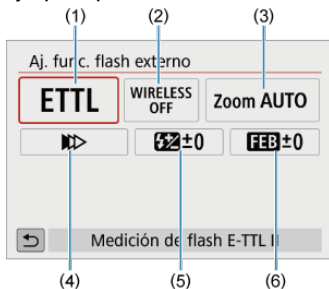 (1) (2) (3)
Aj. func. flash externo
ETTL WIRELESS OFF Zoom AUTO
±0 FEB ±0
Medición de flash E-TTL II
(4) (5) (6)